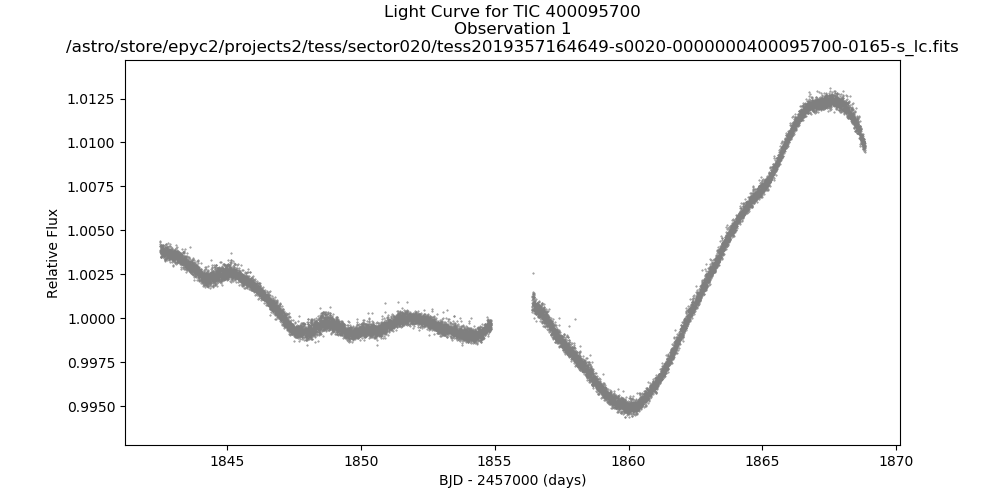 Light Curve for TIC 400095700
Observation 1
/astro/store/epyc2/projects2/tess/sector020/tess2019357164649-s0020-0000000400095700-0165-s_lc.fits
1.0125
1.0100
1.0075
1.0050
1.0025
1.0000
0.9975
0.9950
Relative Flux
1845
1850
1855
1860
1865
1870
BJD - 2457000 (days)